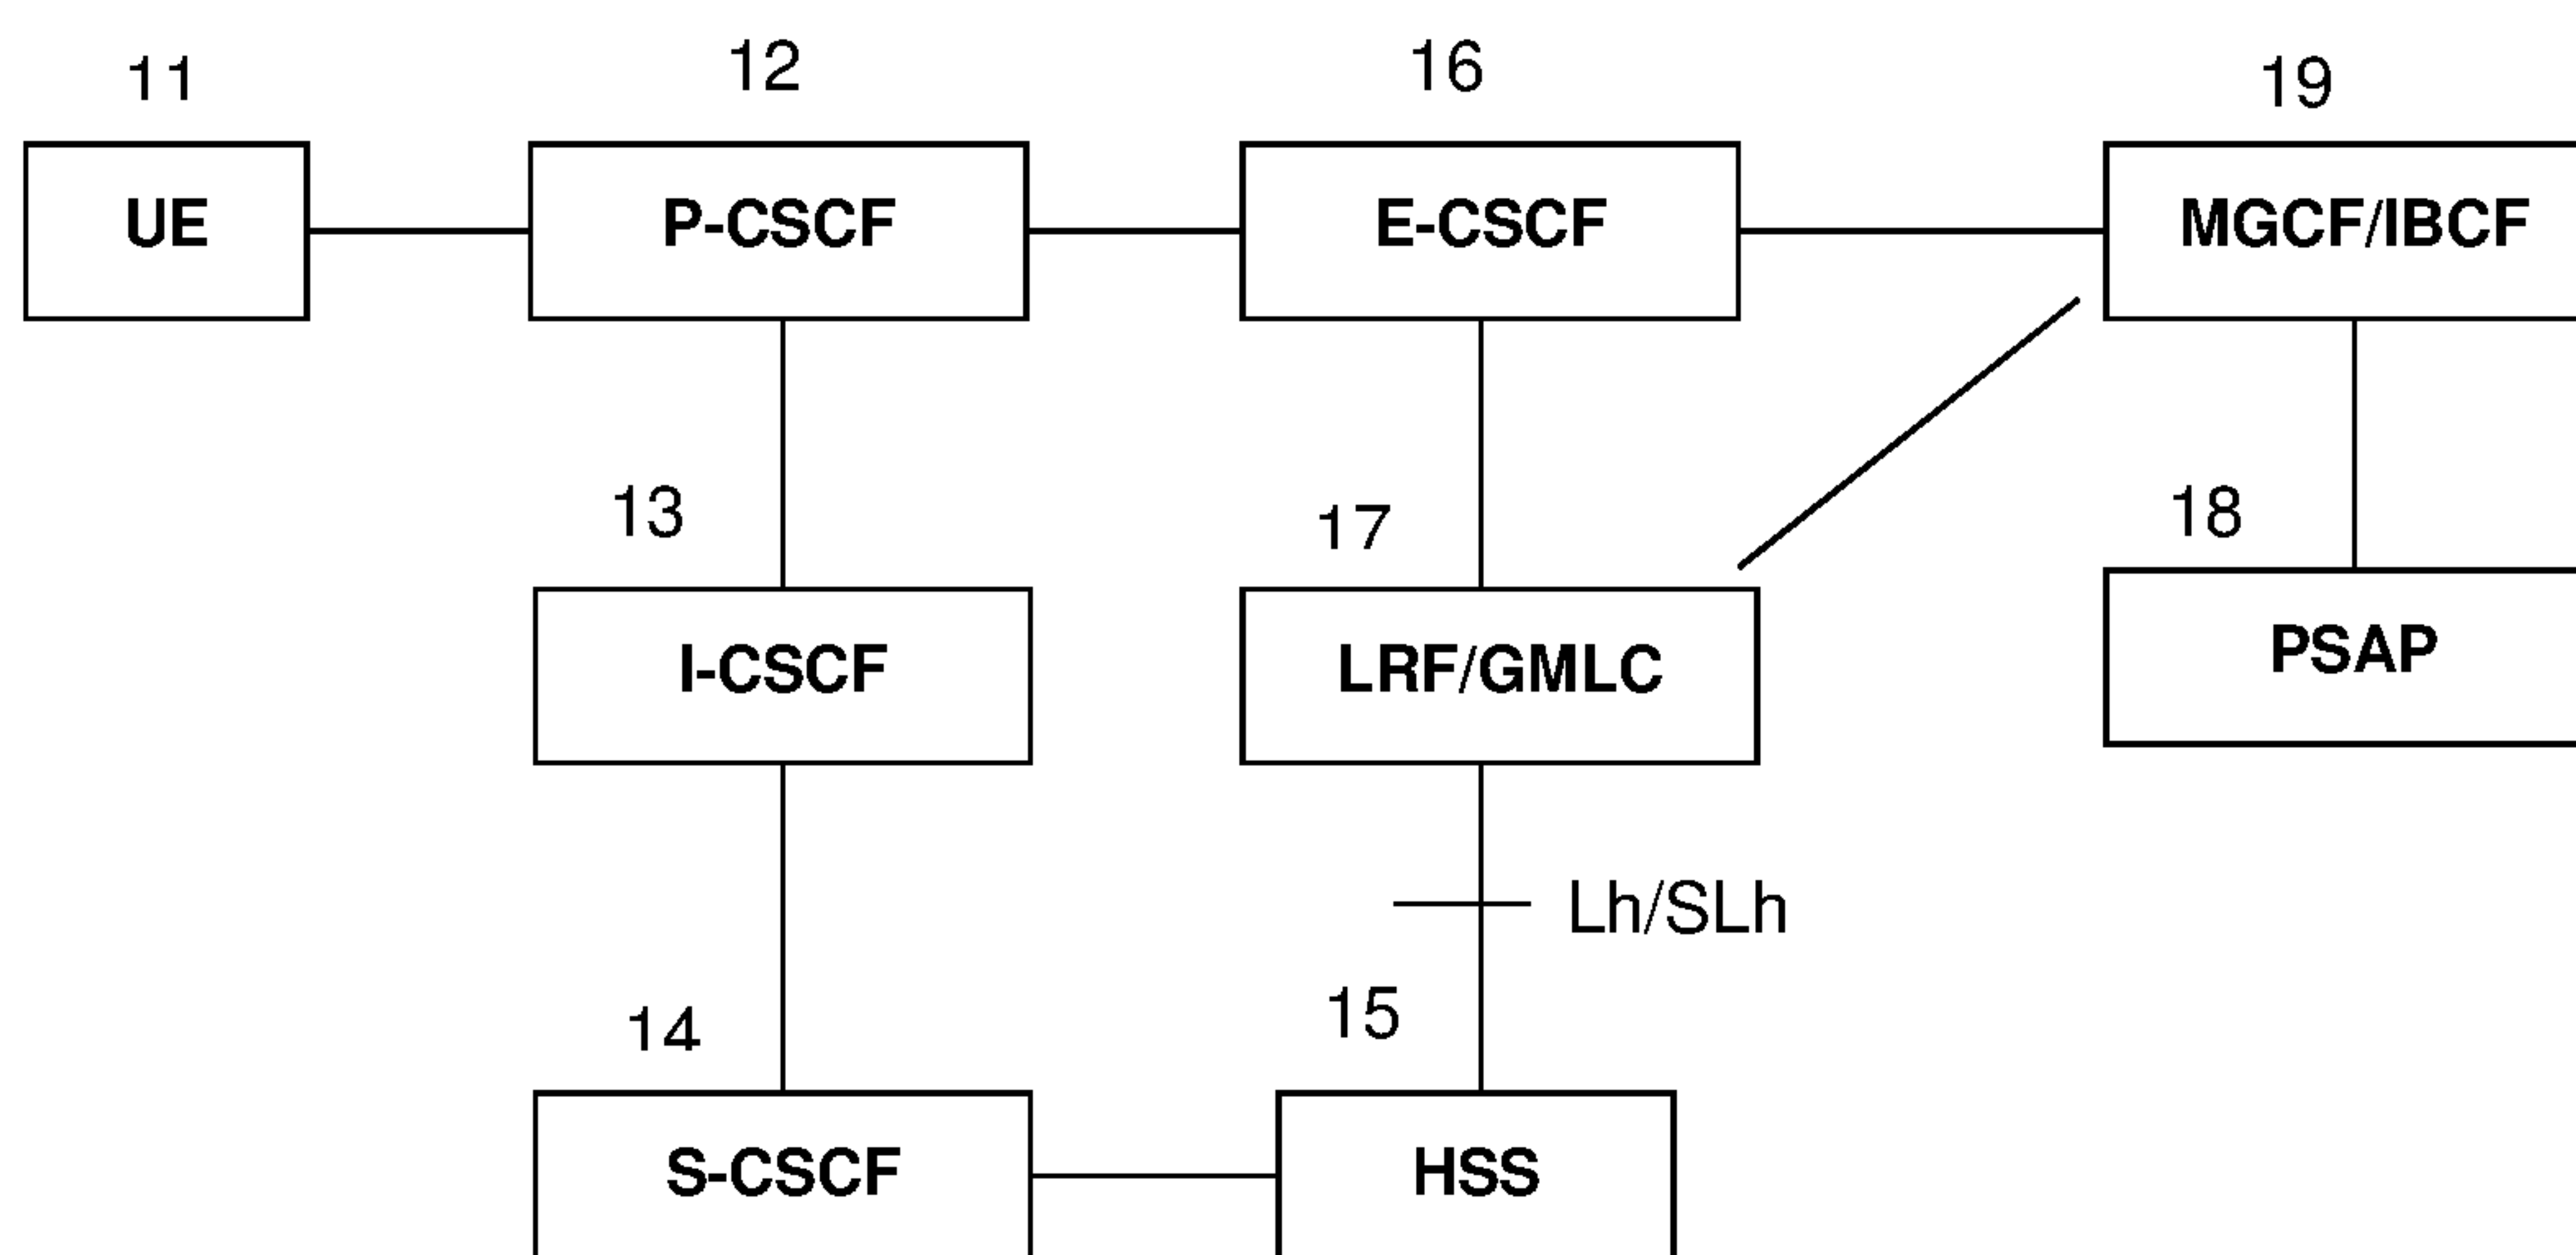 11
12
16
19
UE
P-CSCF
E-CSCF
MGCF/IBCF
13
17
18
I-CSCF
LRF/GMLC
PSAP
Lh/SLh
14
15
S-CSCF
HSS